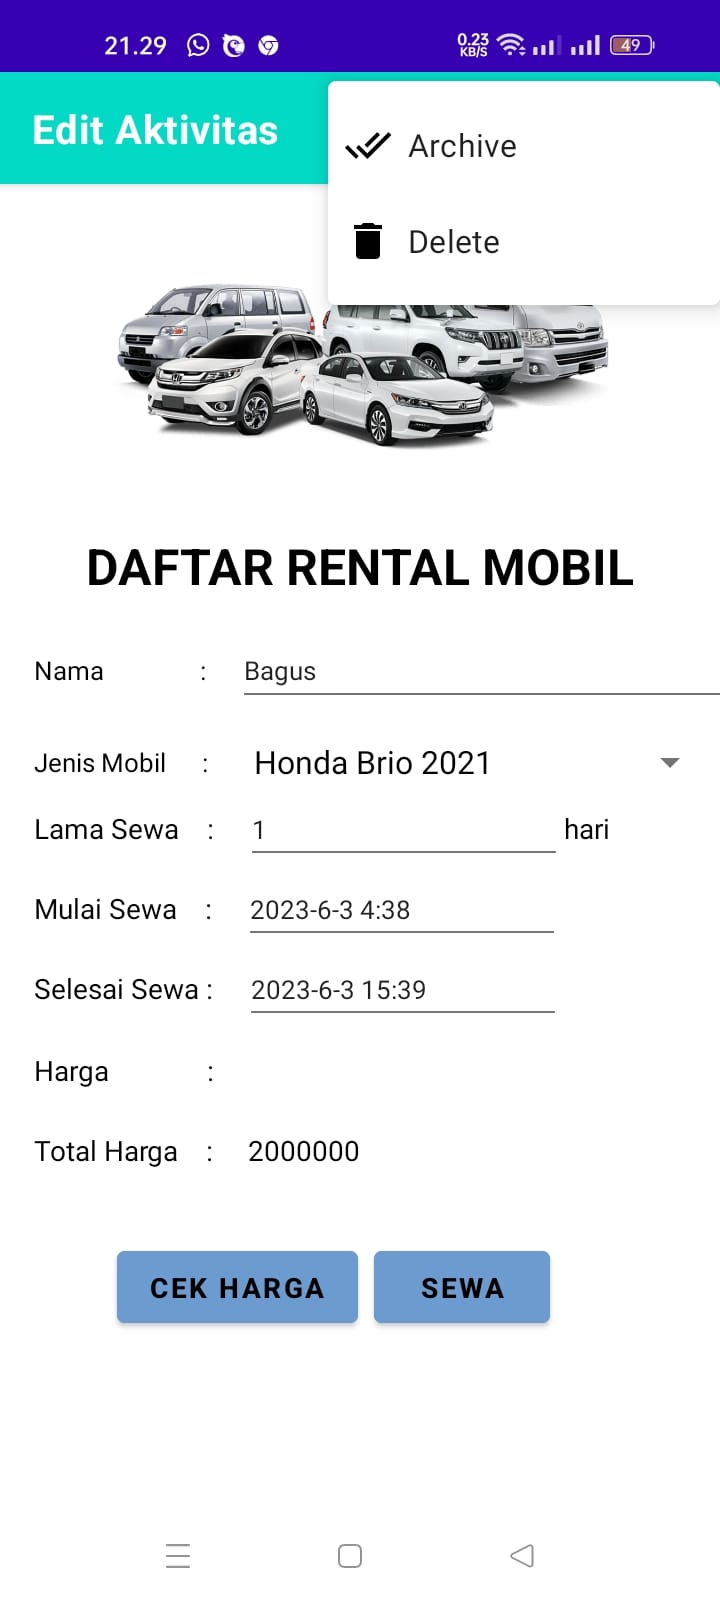 21.29 0.23 KB/S 49
Edit Aktivitas
Archive
Delete
DAFTAR RENTAL MOBIL
Nama : Bagus
Jenis Mobil : Honda Brio 2021
Lama Sewa : 1 hari
Mulai Sewa : 2023-6-3 4:38
Selesai Sewa : 2023-6-3 15:39
Harga :
Total Harga : 2000000
CEK HARGA SEWA